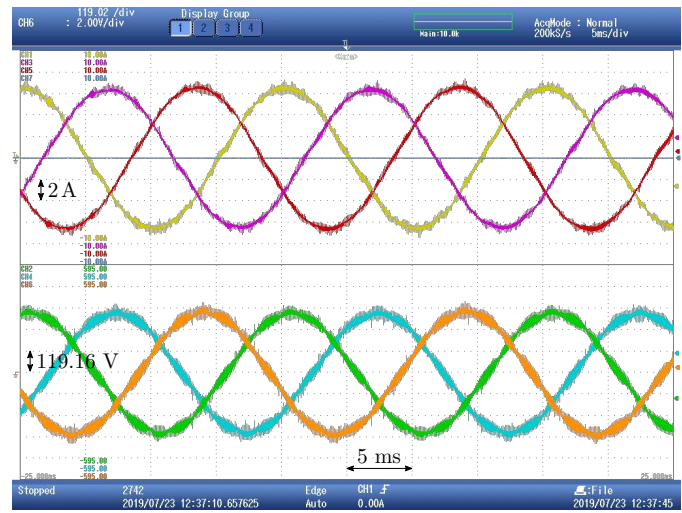 119.02 /div
CH6 : 2.00V/div
Display Group
1 2 3 4
Main:10.0k
AcqMode : Normal
200kS/s 5ms/div
CH1 10.00A
CH3 10.00A
CH5 10.00A
CH7 10.00A
2 A
-10.00A
-10.00A
-10.00A
-10.00A
CH2 595.00
CH4 595.00
CH6 595.00
119.16 V
5 ms
-595.00
-595.00
-595.00
-25.000ms
25.000ms
Stopped 2742 Edge CH1 File
2019/07/23 12:37:10.657625 Auto 0.00A 2019/07/23 12:37:45